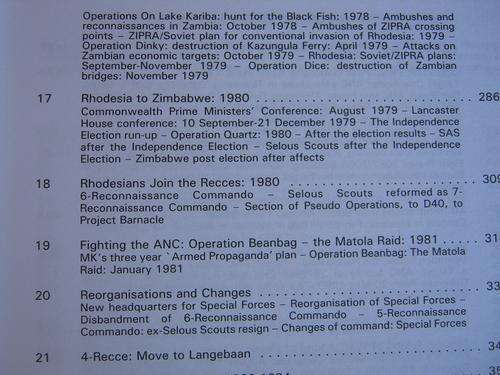 Operations On Lake Kariba: hunt for the Black Fish: 1978 – Ambushes and
reconnaissances in Zambia: October 1978 – Ambushes of ZIPRA crossing
points – ZIPRA/Soviet plan for conventional invasion of Rhodesia: 1979 –
Operation Dinky: destruction of Kazungula Ferry: April 1979 – Attacks on
Zambian economic targets: October 1979 – Rhodesia: Soviet/ZIPRA plans:
September-November 1979 – Operation Dice: destruction of Zambian
bridges: November 1979
17 Rhodesia to Zimbabwe: 1980 . . . . . . . . . . . . . . . . . . . . . . . . . . . . . 286
Commonwealth Prime Ministers' Conference: August 1979 – Lancaster
House conference: 10 September-21 December 1979 – The Independence
Election run-up – Operation Quartz: 1980 – After the election results – SAS
after the Independence Election – Selous Scouts after the Independence
Election – Zimbabwe post election after affects
18 Rhodesians Join the Recces: 1980 . . . . . . . . . . . . . . . . . . . . . . . . 309
6-Reconnaissance Commando – Selous Scouts reformed as 7-
Reconnaissance Commando – Section of Pseudo Operations, to D40, to
Project Barnacle
19 Fighting the ANC: Operation Beanbag – the Matola Raid: 1981 . . . . . 31
MK's three year `Armed Propaganda' plan – Operation Beanbag: The Matola
Raid: January 1981
20 Reorganisations and Changes . . . . . . . . . . . . . . . . . . . . . . . . . . . . 33
New headquarters for Special Forces – Reorganisation of Special Forces –
Disbandment of 6-Reconnaissance Commando – 5-Reconnaissance
Commando: ex-Selous Scouts resign – Changes of command: Special Forces
21 4-Recce: Move to Langebaan . . . . . . . . . . . . . . . . . . . . . . . . . . . . 34